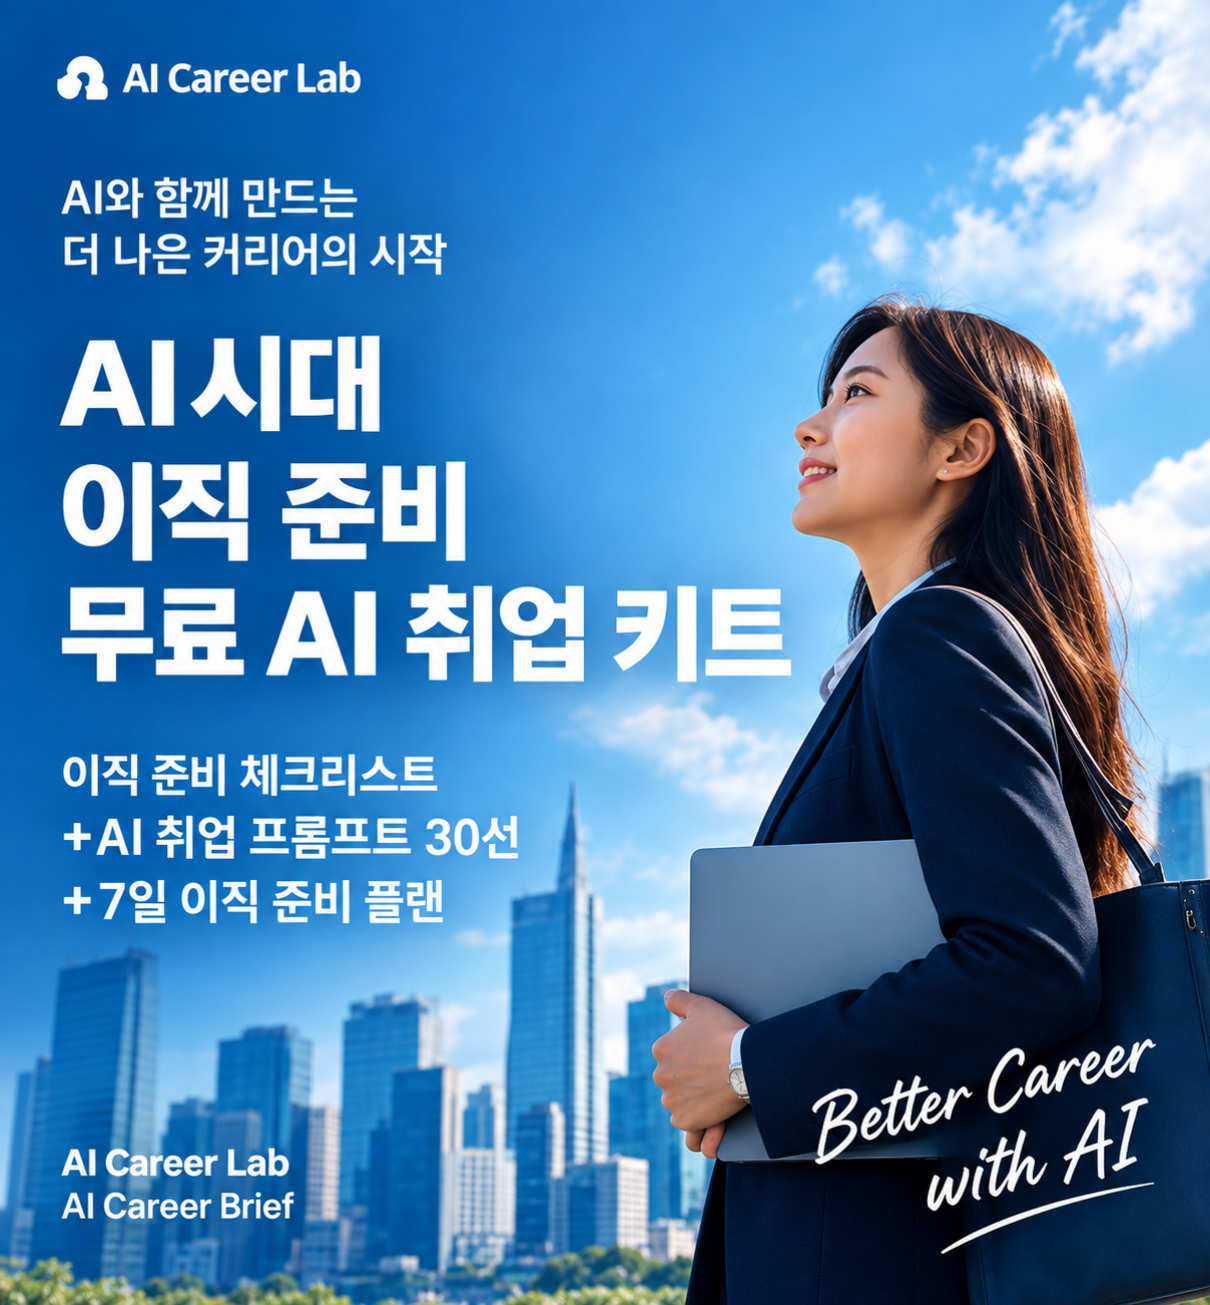 AI Career Lab
AI와 함께 만드는
더 나은 커리어의 시작
AI 시대
이직 준비
무료 AI 취업 키트
이직 준비 체크리스트
+ AI 취업 프롬프트 30선
+ 7일 이직 준비 플랜
Better Career
with AI
AI Career Lab
AI Career Brief